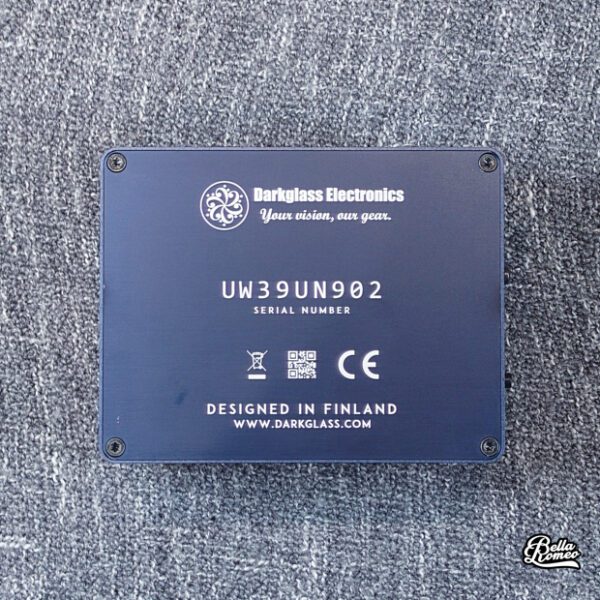 Darkglass Electronics
Your vision, our gear.
UW39UN902
SERIAL NUMBER
CE
DESIGNED IN FINLAND
WWW.DARKGLASS.COM
Bella
Romeo